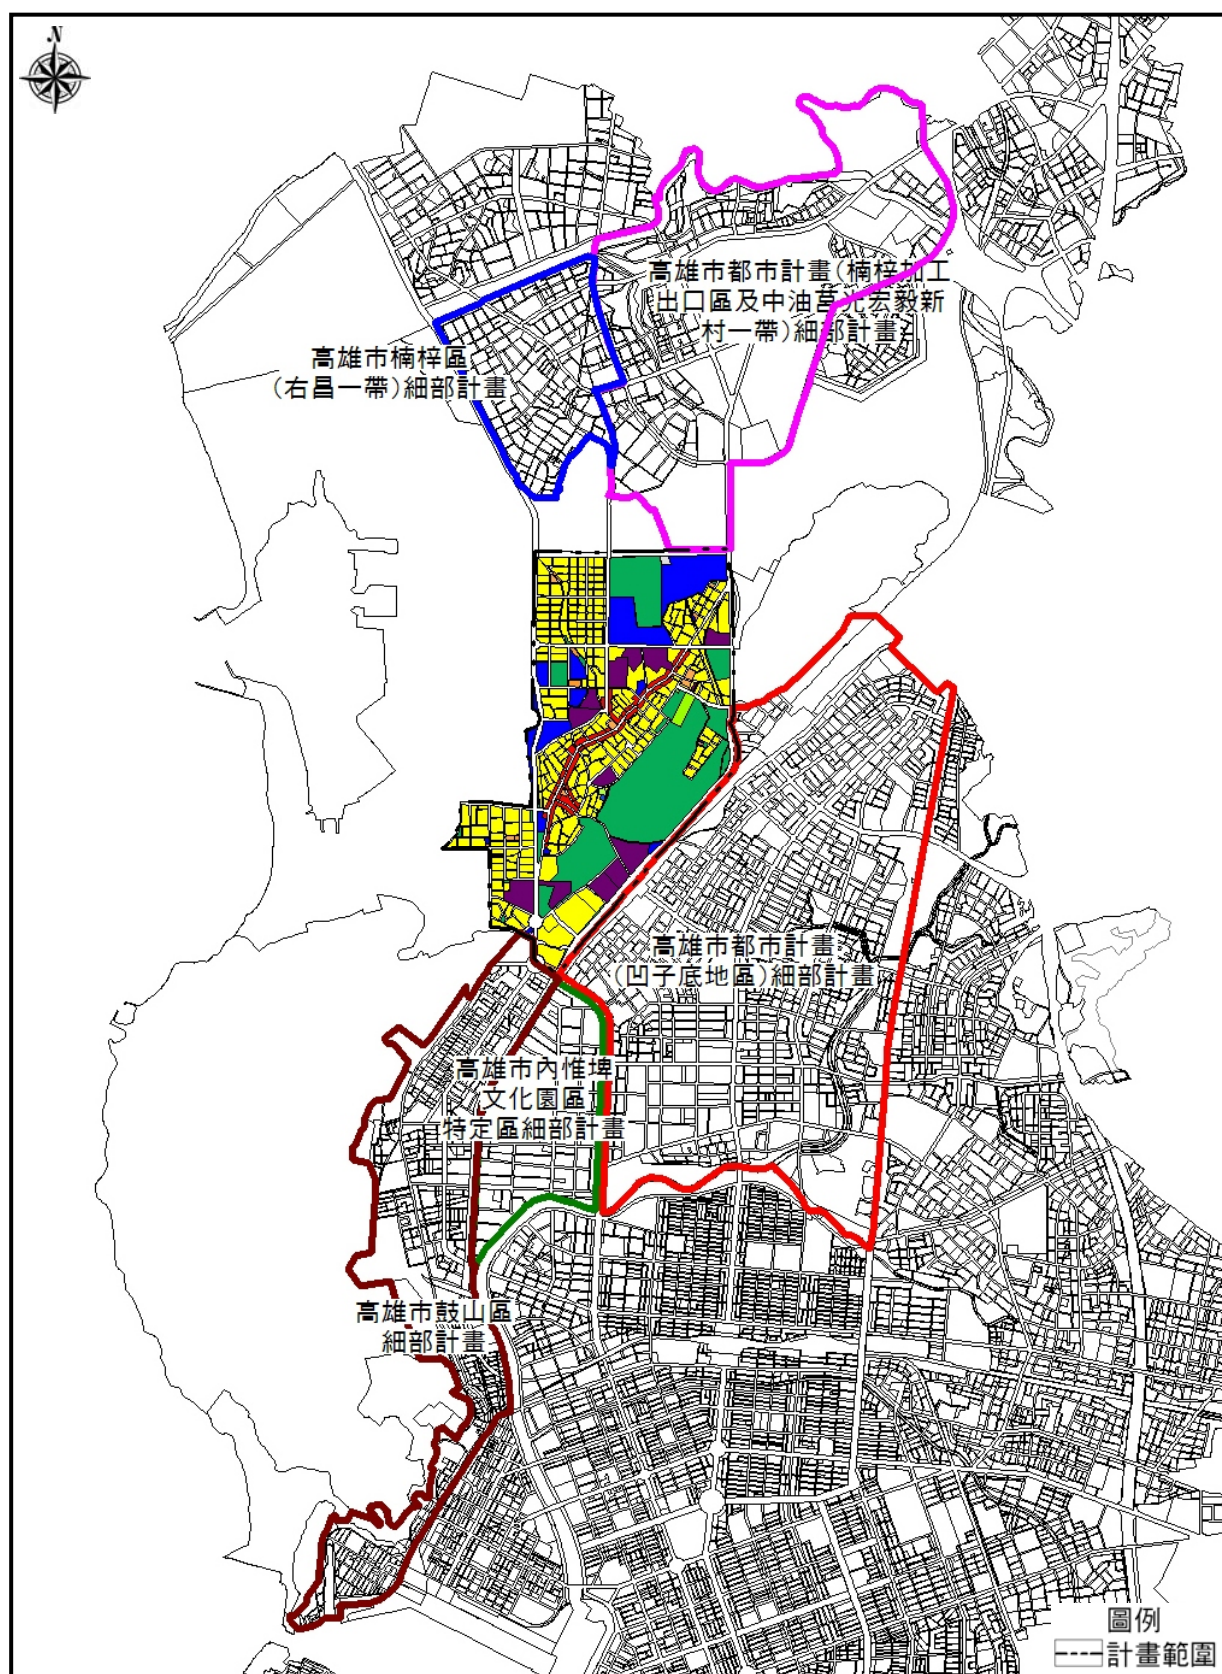 N
高雄市都市計畫(楠梓加工
出口區及中油莒光宏毅新
村一帶)細部計畫
高雄市楠梓區
(右昌一帶)細部計畫
高雄市都市計畫
(凹子底地區)細部計畫
高雄市內惟埤
文化園區
特定區細部計畫
高雄市鼓山區
細部計畫
圖例
計畫範圍